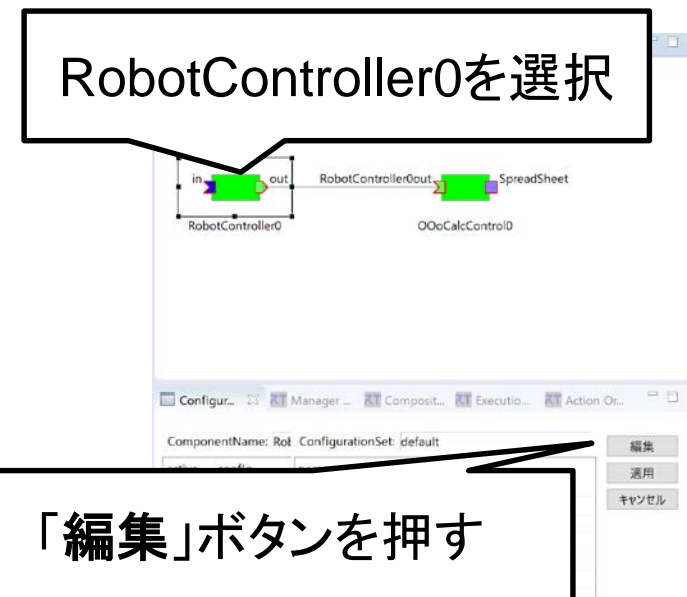 RobotController0を選択
in out RobotController0out SpreadSheet
RobotController0 OOoCalcControl0
Configur... Manager ... Composit... Executio... Action Or...
ComponentName: Rob ConfigurationSet: default
編集
適用
キャンセル
「編集」ボタンを押す